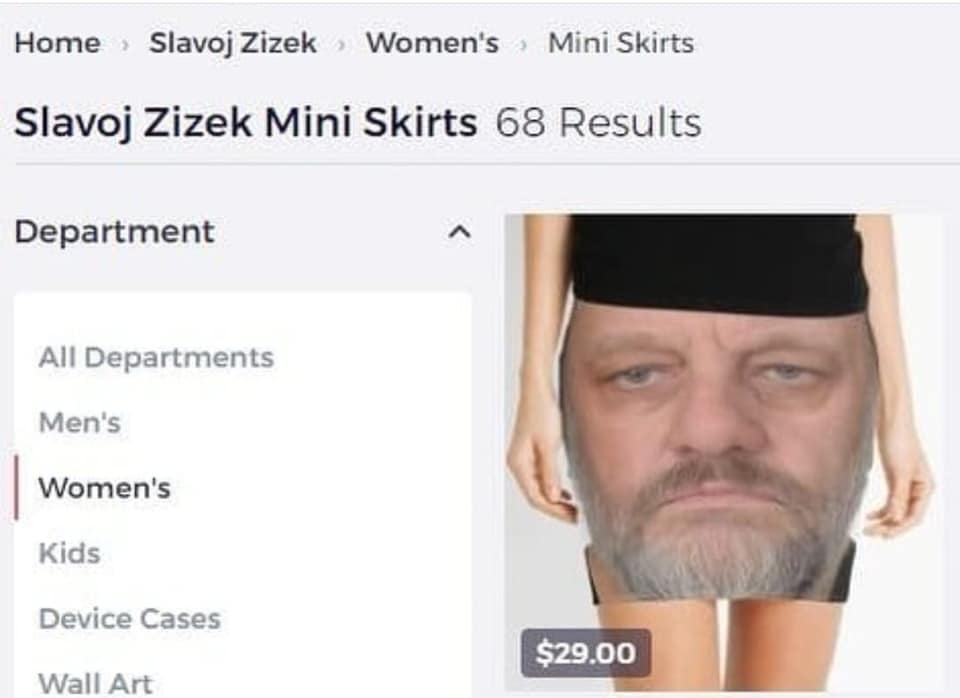 Home › Slavoj Zizek › Women's › Mini Skirts
Slavoj Zizek Mini Skirts 68 Results
Department
All Departments
Men's
Women's
Kids
Device Cases
Wall Art
$29.00